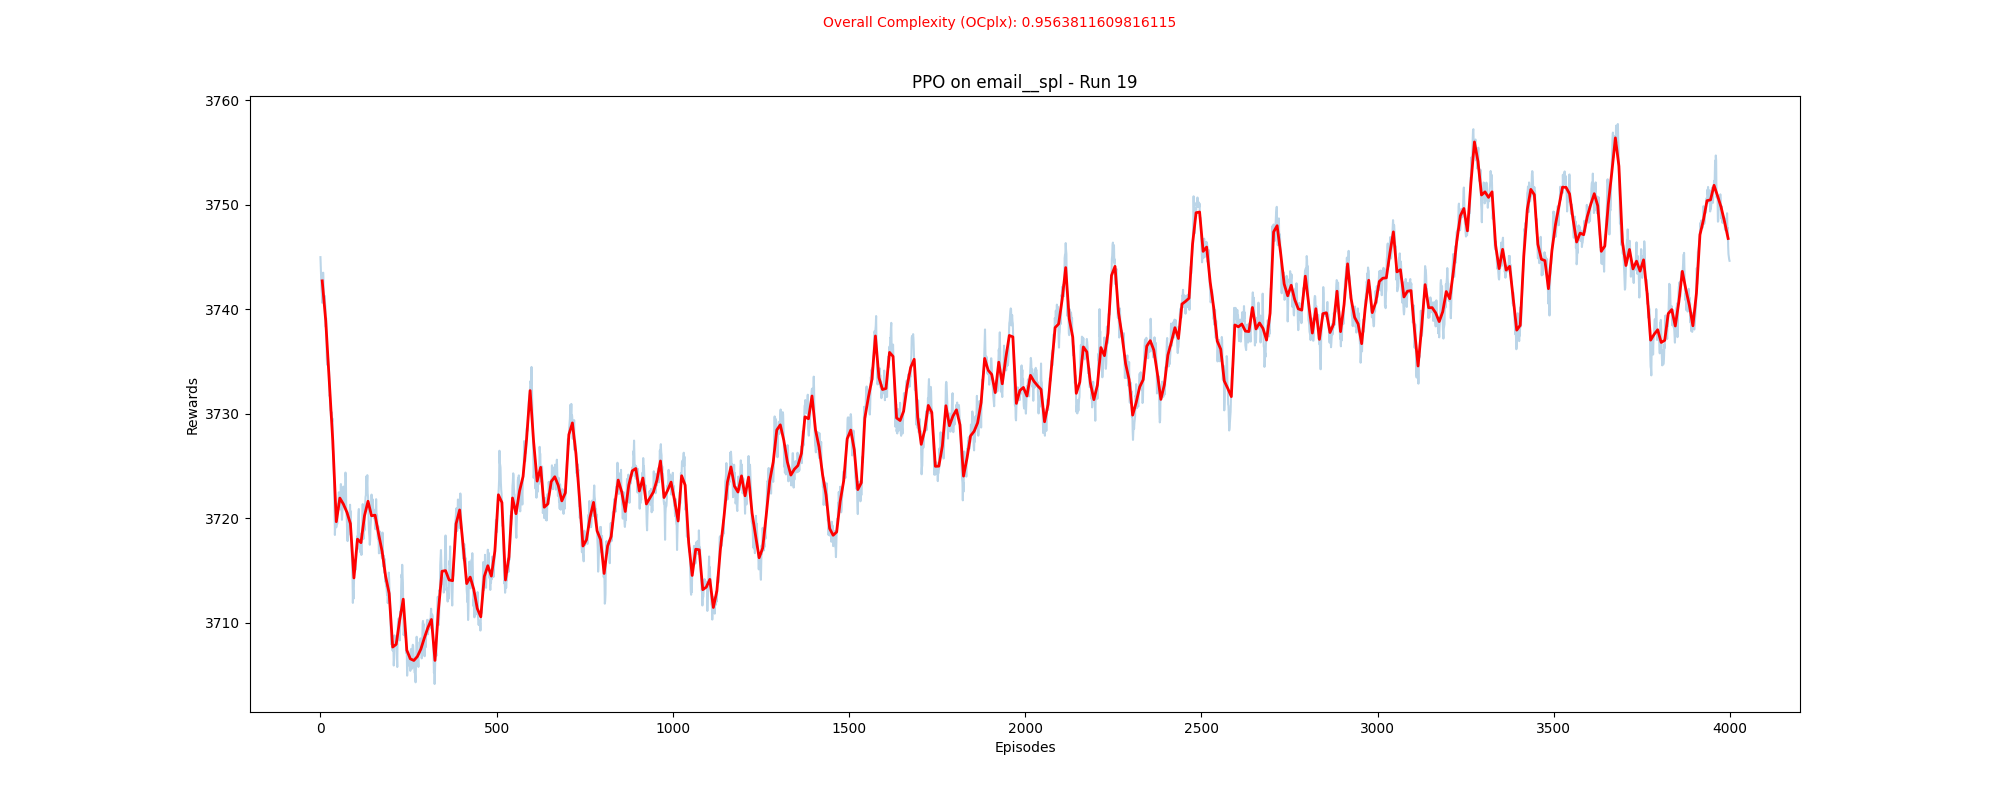 Overall Complexity (OCplx): 0.9563811609816115
PPO on email__spl - Run 19
3760
3750
3740
3730
3720
3710
Rewards
0 500 1000 1500 2000 2500 3000 3500 4000
Episodes